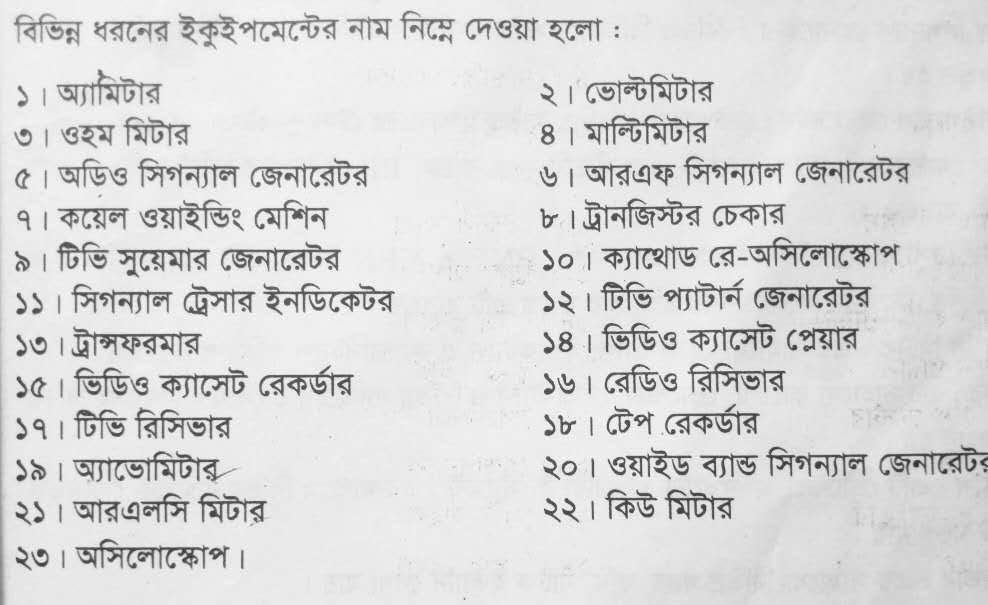 বিভিন্ন ধরনের ইকুইপমেন্টের নাম নিম্নে দেওয়া হলো :
১। অ্যামিটার ২। ভোল্টমিটার
৩। ওহম মিটার ৪। মাল্টিমিটার
৫। অডিও সিগন্যাল জেনারেটর ৬। আরএফ সিগন্যাল জেনারেটর
৭। কয়েল ওয়াইন্ডিং মেশিন ৮। ট্রানজিস্টর চেকার
৯। টিভি সুয়েমার জেনারেটর ১০। ক্যাথোড রে-অসিলোস্কোপ
১১। সিগন্যাল ট্রেসার ইনডিকেটর ১২। টিভি প্যাটার্ন জেনারেটর
১৩। ট্রান্সফরমার ১৪। ভিডিও ক্যাসেট প্লেয়ার
১৫। ভিডিও ক্যাসেট রেকর্ডার ১৬। রেডিও রিসিভার
১৭। টিভি রিসিভার ১৮। টেপ রেকর্ডার
১৯। অ্যাভোমিটার ২০। ওয়াইড ব্যান্ড সিগন্যাল জেনারেটর
২১। আরএলসি মিটার ২২। কিউ মিটার
২৩। অসিলোস্কোপ।